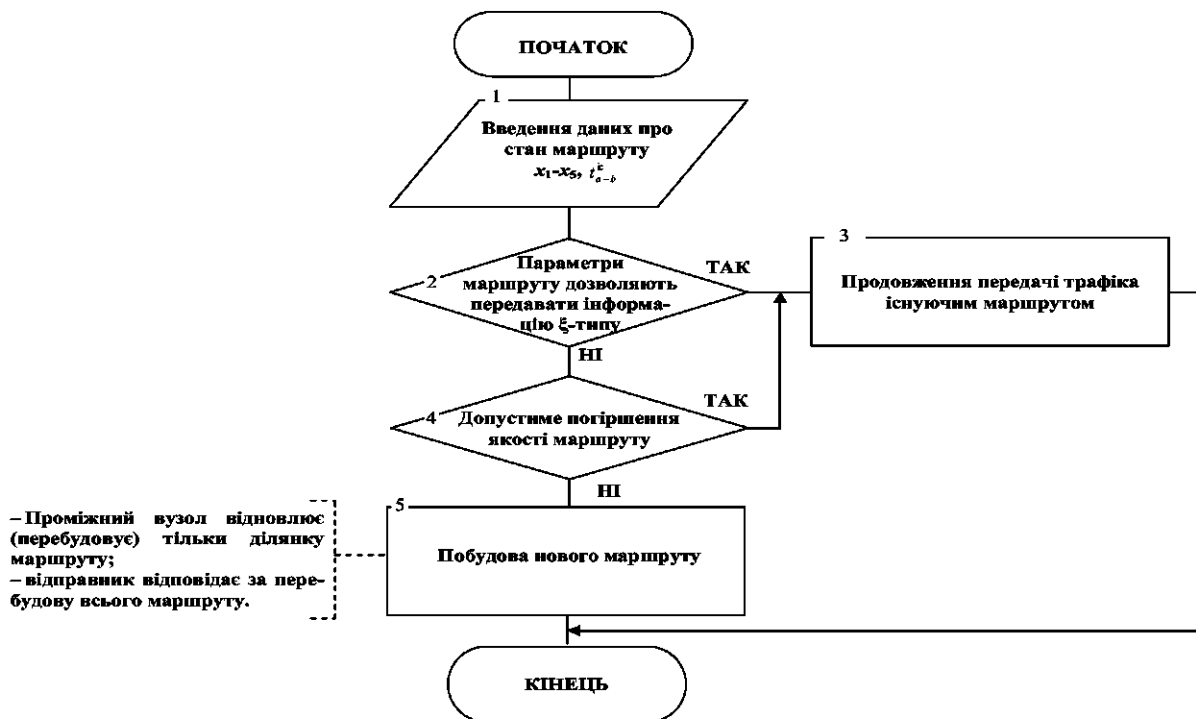 ПОЧАТОК
1
Введення даних про
стан маршруту
x₁-x₅, t
2
Параметри
маршруту дозволяють
передавати інформа-
цію ξ-типу
ТАК
3
Продовження передачі трафіка
існуючим маршрутом
НІ
4
Допустиме погіршення
якості маршруту
ТАК
НІ
5
Побудова нового маршруту
– Проміжний вузол відновлює
(перебудовує) тільки ділянку
маршруту;
– відправник відповідає за пере-
будову всього маршруту.
КІНЕЦЬ